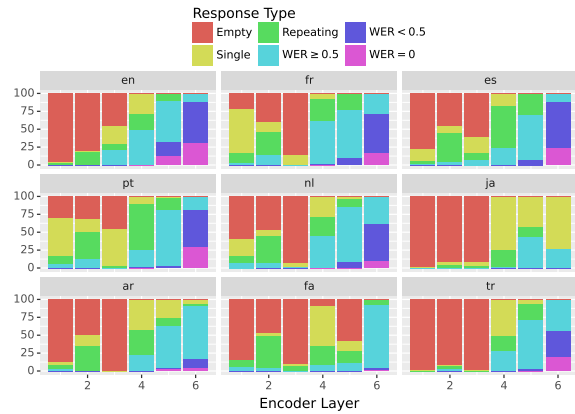 Response Type
Empty Repeating WER < 0.5
Single WER ≥ 0.5 WER = 0
en fr es
100
75
50
25
0
pt nl ja
100
75
50
25
0
ar fa tr
100
75
50
25
0
2 4 6 2 4 6 2 4 6
Encoder Layer